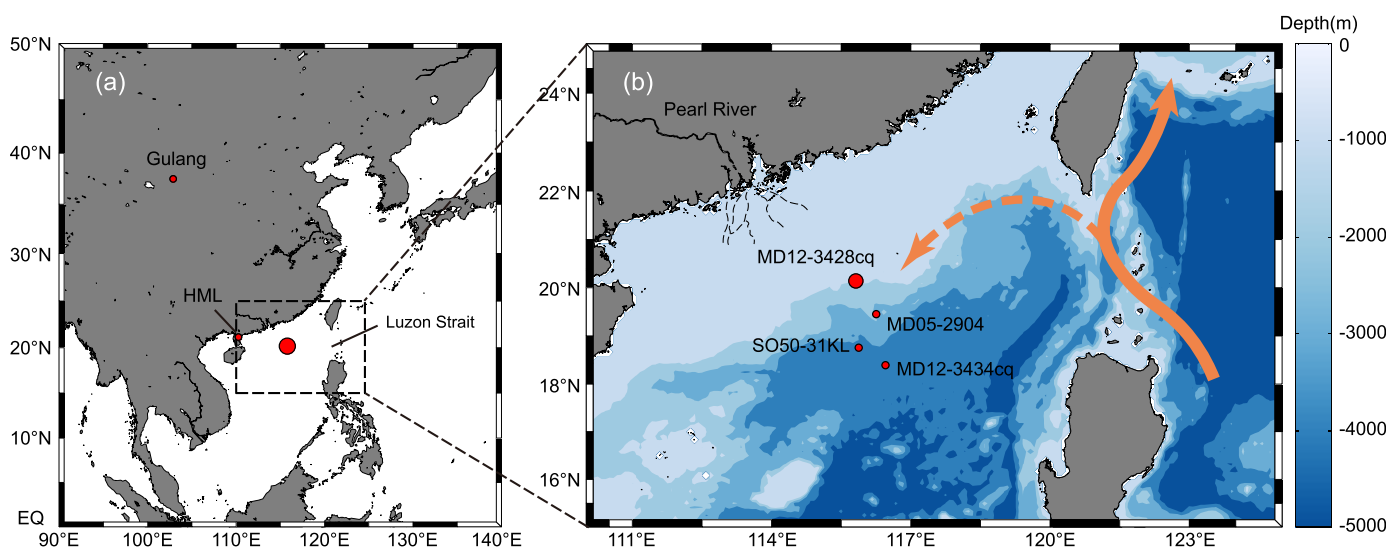 Depth(m)
50°N
(a)
(b)
0
24°N
Pearl River
-1000
40°N
Gulang
22°N
-2000
30°N
MD12-3428cq
HML
20°N
Luzon Strait
MD05-2904
-3000
20°N
SO50-31KL
MD12-3434cq
18°N
-4000
10°N
16°N
EQ
-5000
90°E
100°E
110°E
120°E
130°E
140°E
111°E
114°E
117°E
120°E
123°E